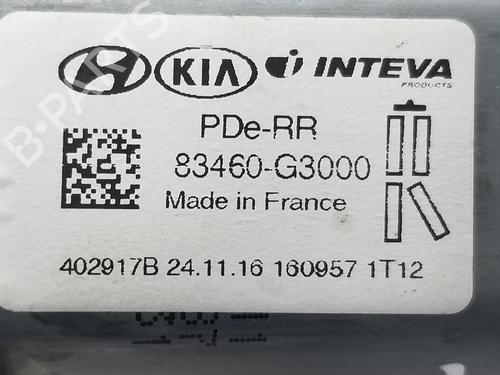 KIA INTEVA
PRODUCTS
PDe-RR
83460-G3000
Made in France
402917B 24.11.16 160957 1T12
B-PARTS